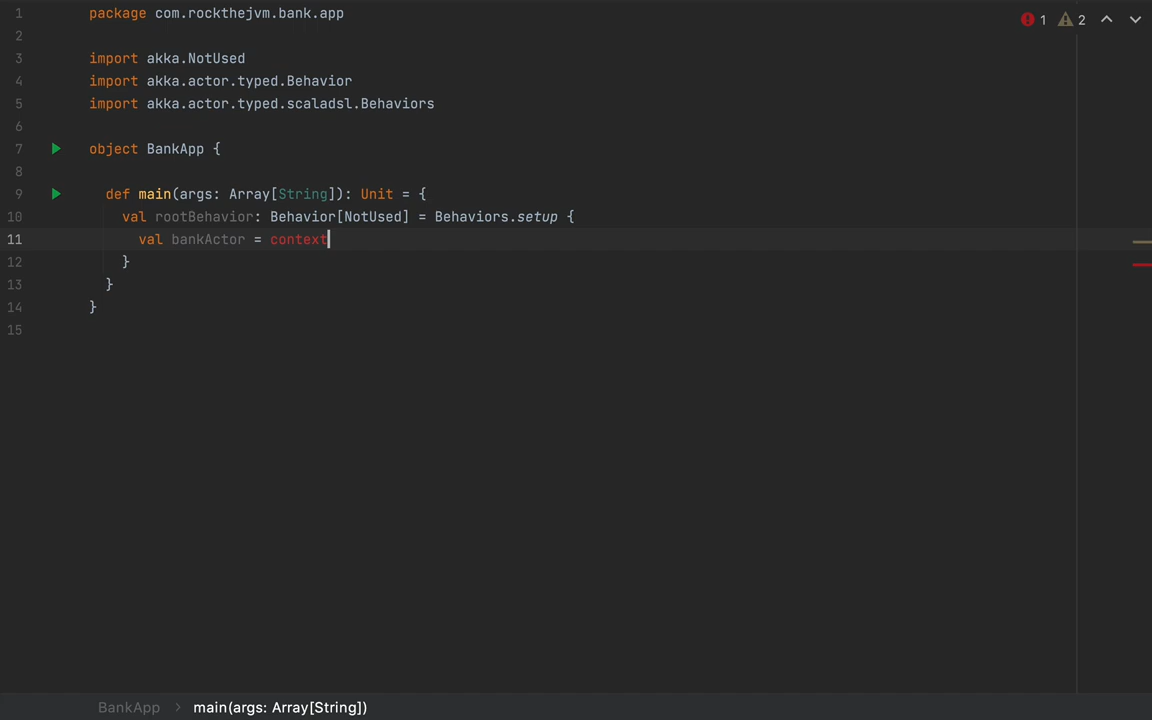 1 package com.rockthejvm.bank.app
2
3 import akka.NotUsed
4 import akka.actor.typed.Behavior
5 import akka.actor.typed.scaladsl.Behaviors
6
7 object BankApp {
8
9 def main(args: Array[String]): Unit = {
10 val rootBehavior: Behavior[NotUsed] = Behaviors.setup {
11 val bankActor = context
12 }
13 }
14 }
15
1 2
BankApp > main(args: Array[String])